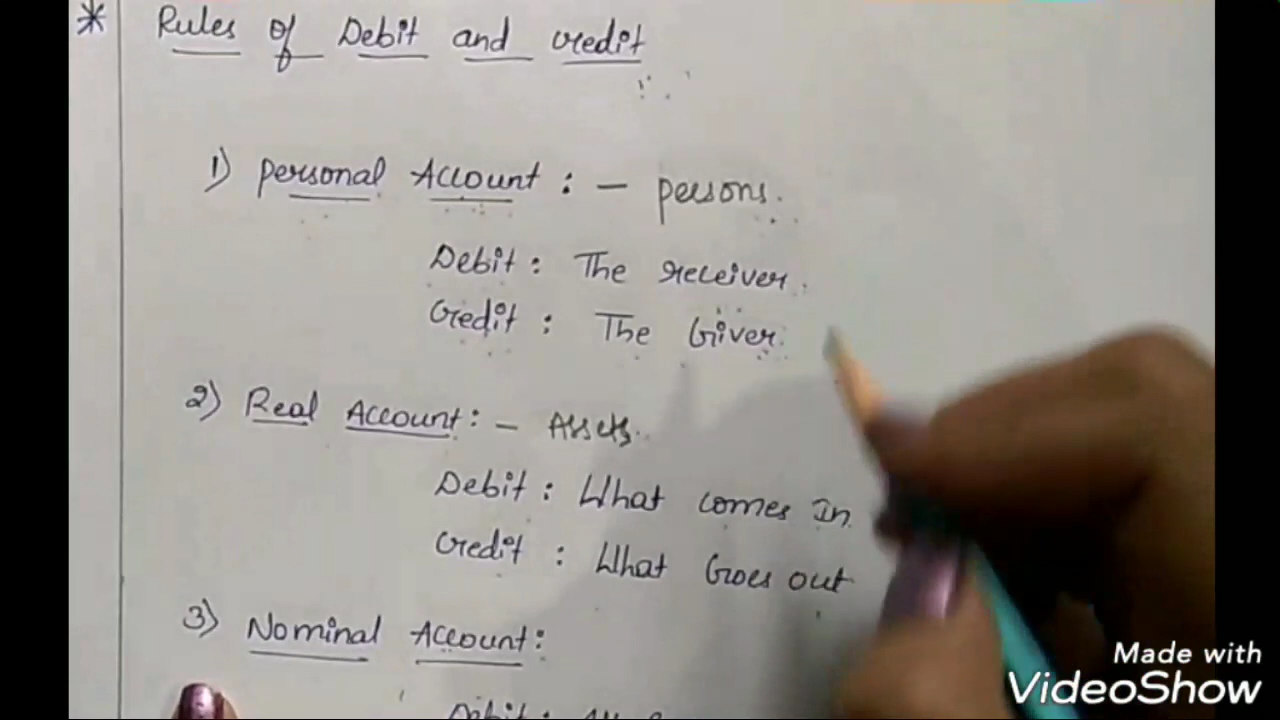 * Rules of Debit and credit
1) Personal Account : – persons.
Debit : The receiver.
Credit : The Giver.
2) Real Account : – Assets.
Debit : What comes In
Credit : What Goes out
3) Nominal Account :
Debit :
Made with
VideoShow